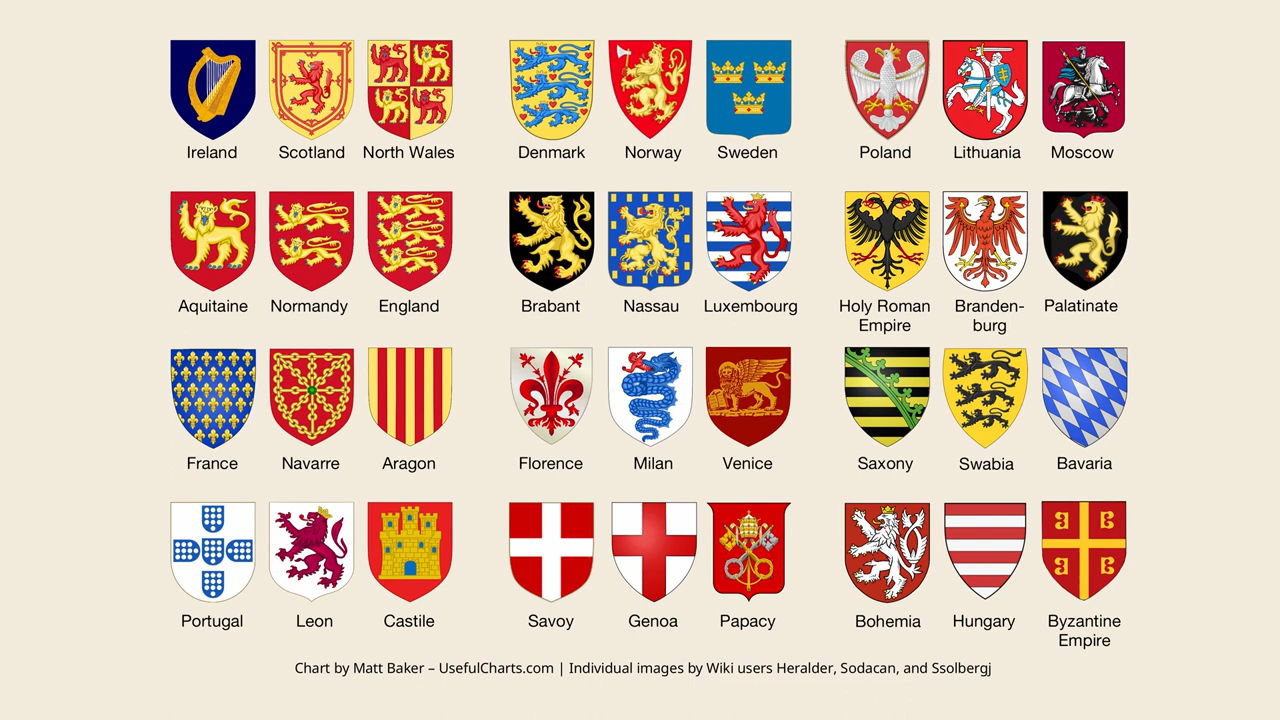 Ireland Scotland North Wales Denmark Norway Sweden Poland Lithuania Moscow
Aquitaine Normandy England Brabant Nassau Luxembourg Holy Roman Empire Branden-burg Palatinate
France Navarre Aragon Florence Milan Venice Saxony Swabia Bavaria
Portugal Leon Castile Savoy Genoa Papacy Bohemia Hungary Byzantine Empire
Chart by Matt Baker – UsefulCharts.com | Individual images by Wiki users Heralder, Sodacan, and Ssolbergj